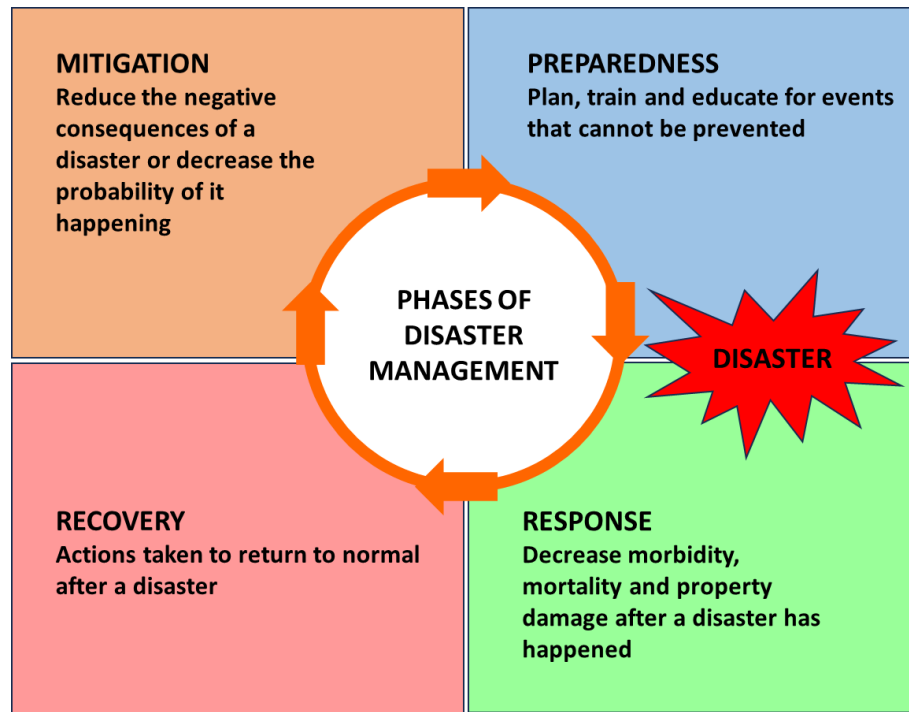 MITIGATION
Reduce the negative
consequences of a
disaster or decrease the
probability of it
happening
PREPAREDNESS
Plan, train and educate for events
that cannot be prevented
PHASES OF
DISASTER
MANAGEMENT
DISASTER
RECOVERY
Actions taken to return to normal
after a disaster
RESPONSE
Decrease morbidity,
mortality and property
damage after a disaster has
happened